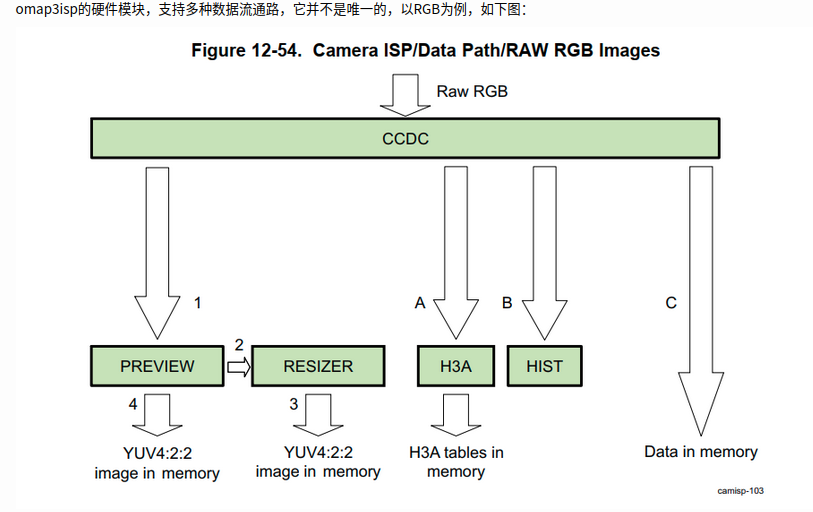 omap3isp的硬件模块，支持多种数据流通路，它并不是唯一的，以RGB为例，如下图：
Figure 12-54. Camera ISP/Data Path/RAW RGB Images
Raw RGB
CCDC
1
A
B
C
2
PREVIEW
RESIZER
H3A
HIST
4
3
YUV4:2:2
image in memory
YUV4:2:2
image in memory
H3A tables in
memory
Data in memory
camisp-103